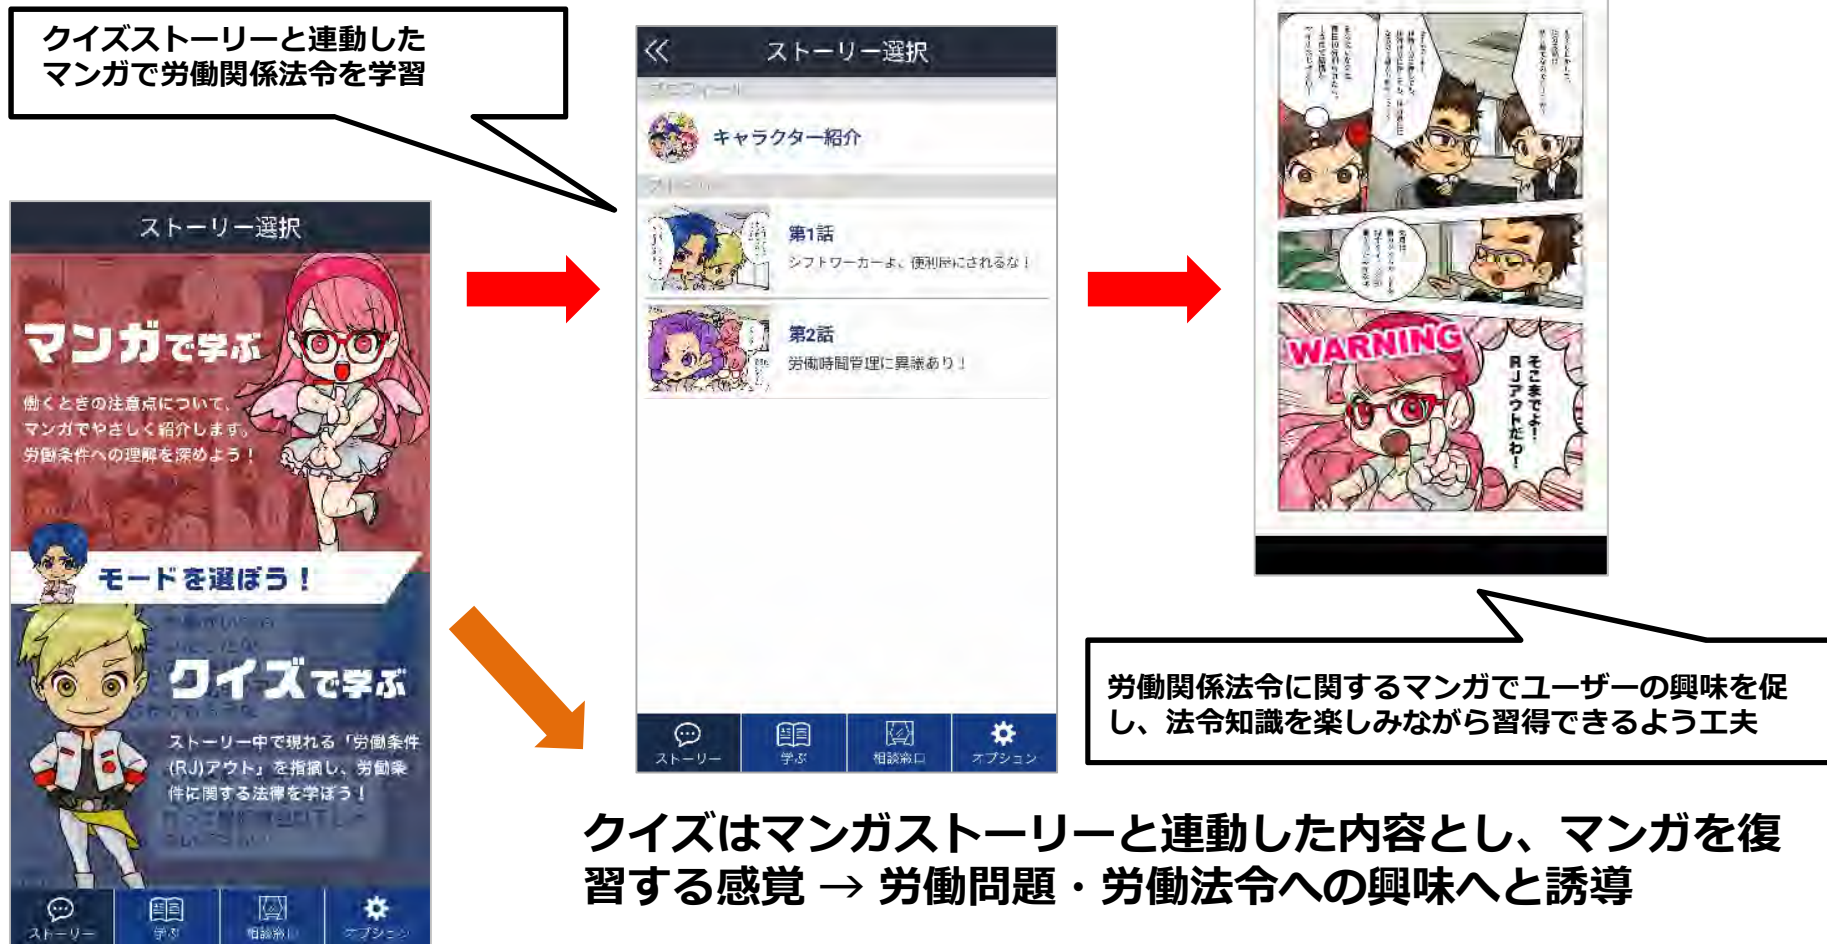 クイズストーリーと連動した
マンガで労働関係法令を学習
ストーリー選択
マンガで学ぶ
働くときの注意点について、
マンガでやさしく紹介します。
労働条件への理解を深めよう！
モードを選ぼう！
クイズで学ぶ
ストーリー中で現れる「労働条件
(RJ)アウト」を指摘し、労働条
件に関する法律を学ぼう！
ストーリー
学ぶ
相談窓口
オプション
ストーリー選択
プロフィール
キャラクター紹介
ストーリー
第1話
シフトワーカーよ、便利屋にされるな！
第2話
労働時間管理に異議あり！
ストーリー
学ぶ
相談窓口
オプション
WARNING
そこまでよ！
RJアウトだわ！
労働関係法令に関するマンガでユーザーの興味を促
し、法令知識を楽しみながら習得できるよう工夫
クイズはマンガストーリーと連動した内容とし、マンガを復
習する感覚 → 労働問題・労働法令への興味へと誘導